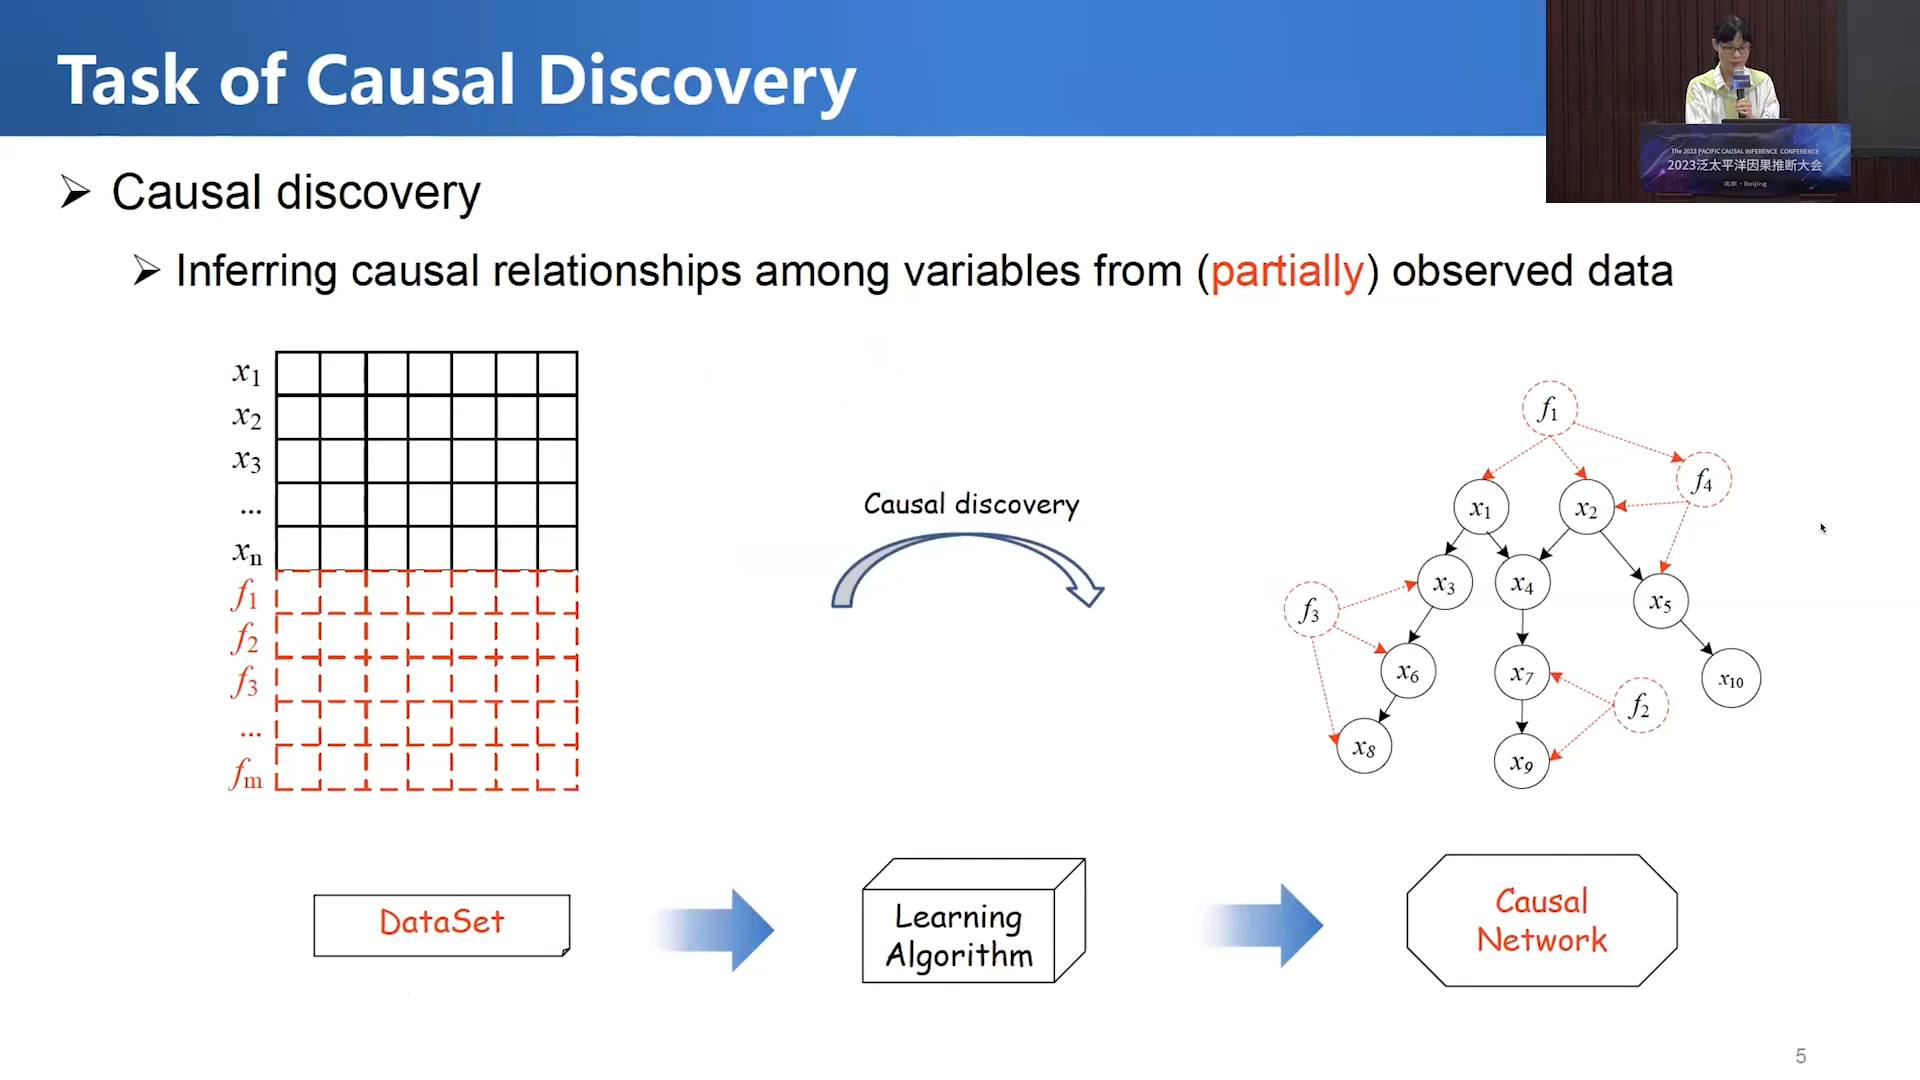 Task of Causal Discovery
The 2023 PACIFIC CAUSAL INFERENCE CONFERENCE
2023泛太平洋因果推断大会
北京·Beijing
Causal discovery
Inferring causal relationships among variables from (partially) observed data
x1
x2
x3
...
xn
f1
f2
f3
...
fm
Causal discovery
f1
f4
x1
x2
x3
x4
x5
f3
x6
x7
x10
f2
x8
x9
DataSet
Learning
Algorithm
Causal
Network
5